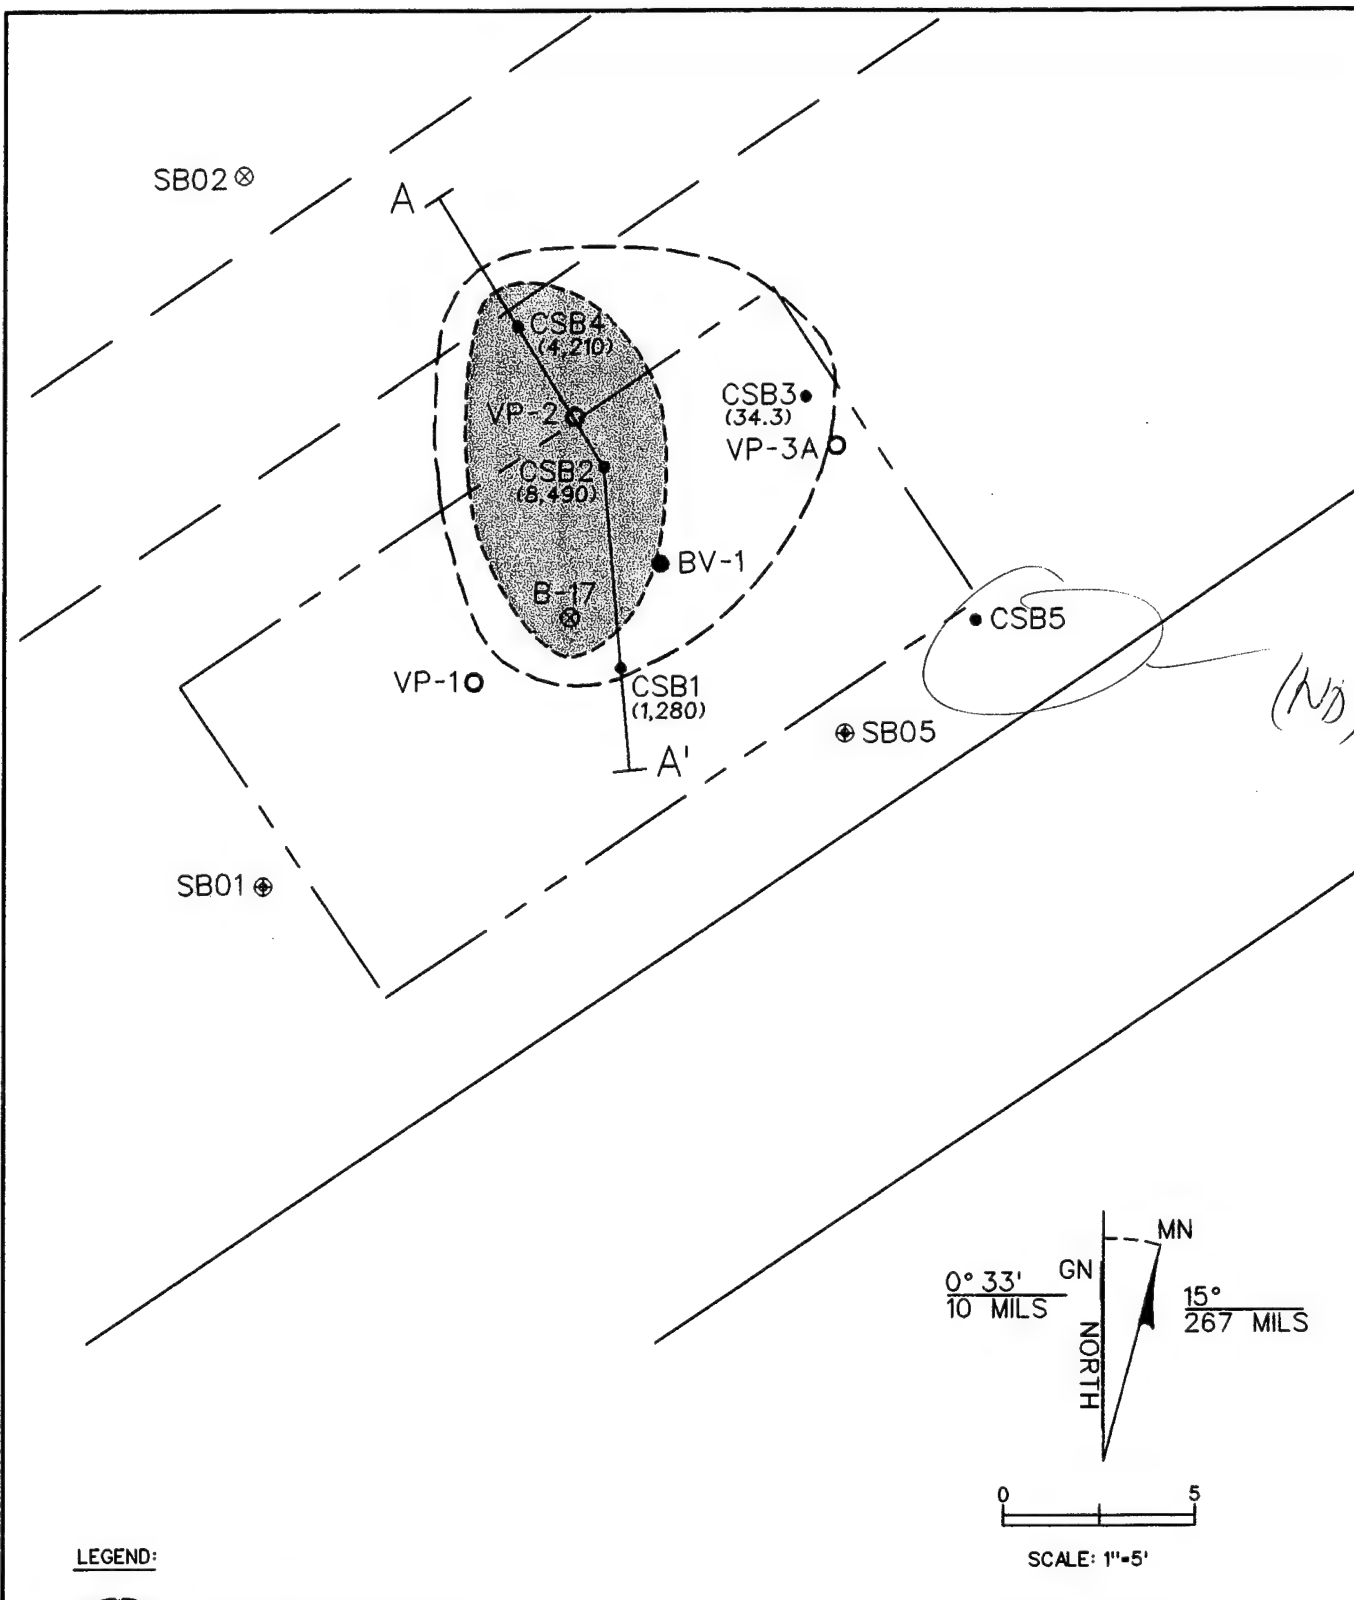 SB02
A
CSB4
(4,210)
VP-2
CSB3
(34.3)
VP-3A
CSB2
(8,490)
BV-1
B-17
CSB5
VP-1
CSB1
(1,280)
(ND)
SB05
A'
SB01
MN
GN
0° 33'
10 MILS
15°
267 MILS
NORTH
0 5
SCALE: 1"=5'
LEGEND: